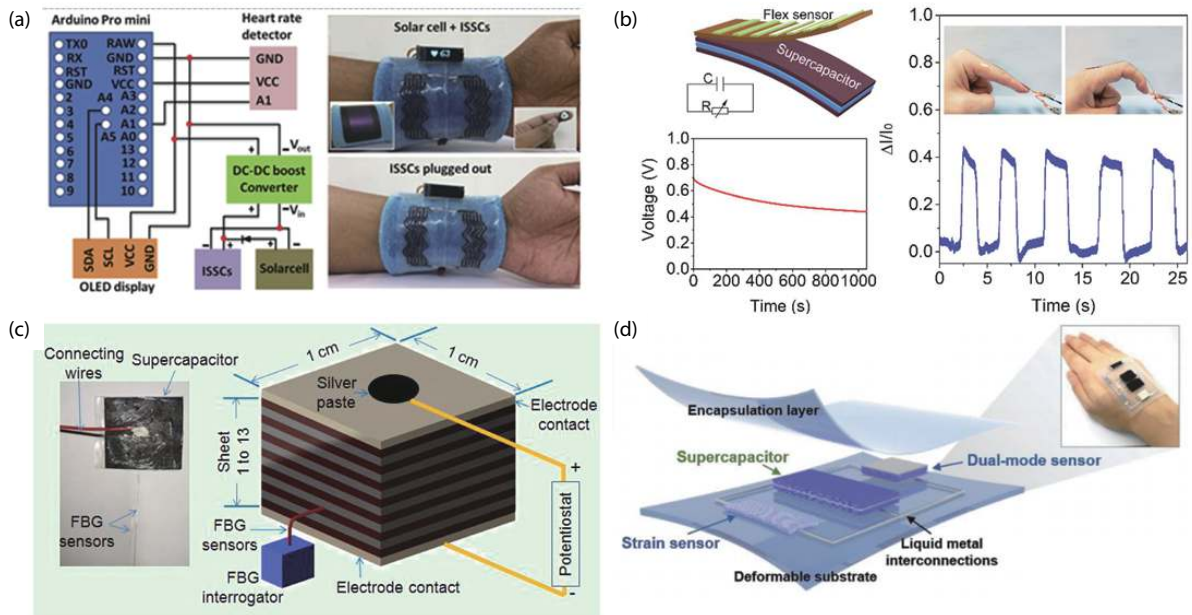 (a)
Arduino Pro mini
Heart rate
detector
TX0 RAW
RX GND
RST RST
GND VCC
2 A4 A3
3 A2
4 A1
5 A5 A0
6 13
7 12
8 11
9 10
GND
VCC
A1
+ − Vout
DC-DC boost
Converter
+ − Vin
− + + −
ISSCs
Solarcell
SDA SCL VCC GND
OLED display
Solar cell + ISSCs
ISSCs plugged out
(b)
Flex sensor
Supercapacitor
C
R
Voltage (V)
1.0
0.8
0.6
0.4
0.2
0.0
0 200 400 600 800 1000
Time (s)
ΔI/I0
0.6
0.4
0.2
0.0
0 5 10 15 20 25
Time (s)
(c)
Connecting
wires
Supercapacitor
FBG
sensors
1 cm
1 cm
Silver
paste
Electrode
contact
Sheet
1 to 13
+
Potentiostat
-
FBG
sensors
FBG
interrogator
Electrode contact
(d)
Encapsulation layer
Supercapacitor
Dual-mode sensor
Strain sensor
Liquid metal
interconnections
Deformable substrate